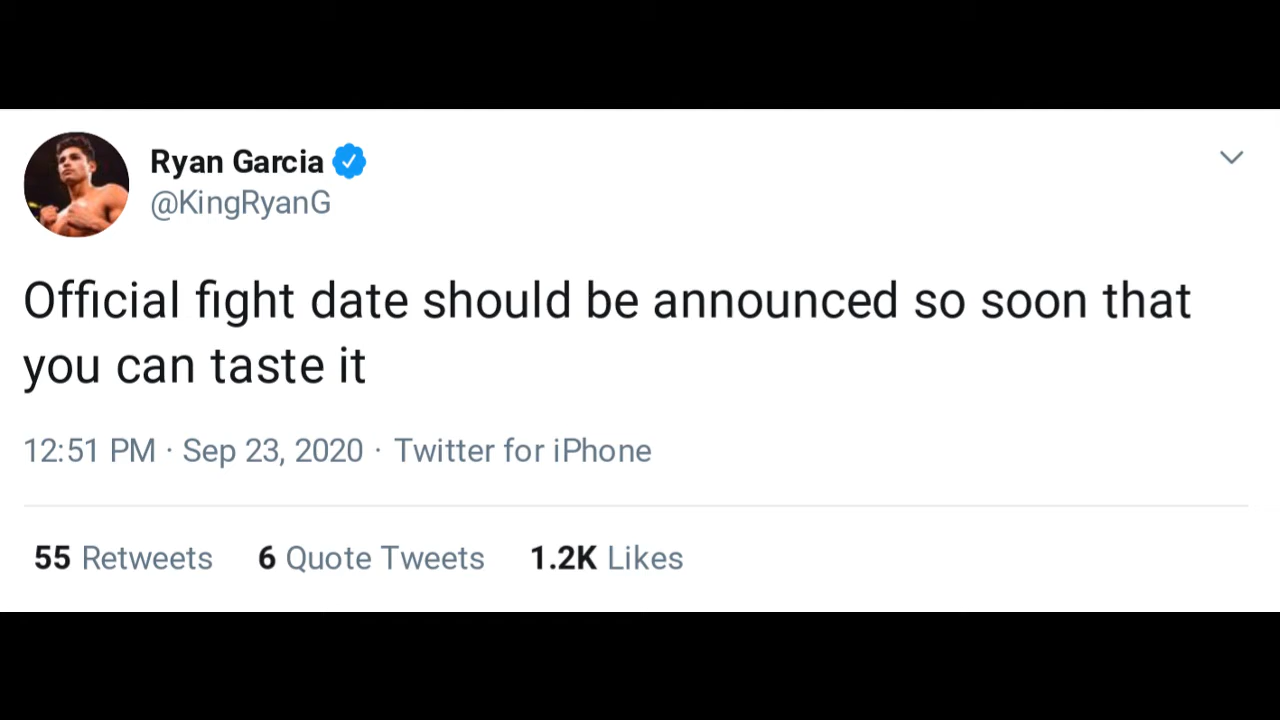 Ryan Garcia
@KingRyanG
Official fight date should be announced so soon that
you can taste it
12:51 PM · Sep 23, 2020 · Twitter for iPhone
55 Retweets 6 Quote Tweets 1.2K Likes